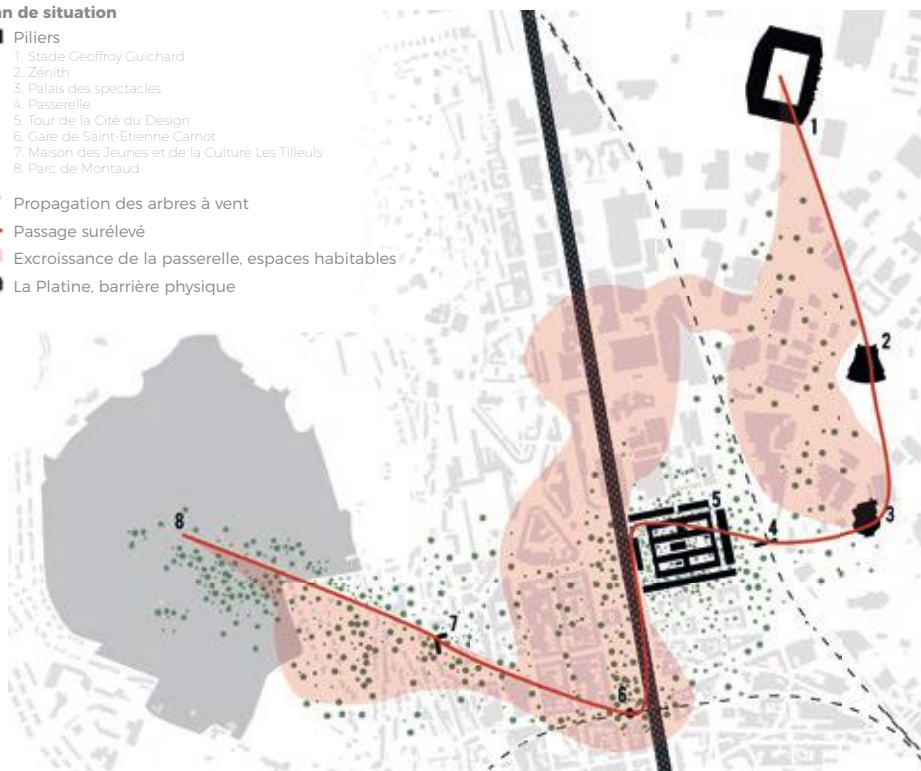 an de situation
Piliers
1. Stade Geoffroy Guichard
2. Zénith
3. Palais des spectacles
4. Passerelle
5. Tour de la Cité du Design
6. Gare de Saint-Etienne Carnot
7. Maison des Jeunes et de la Culture Les Tilleuls
8. Parc de Montaud
Propagation des arbres à vent
Passage surélevé
Excroissance de la passerelle, espaces habitables
La Platine, barrière physique
1
2
3
4
5
6
7
8